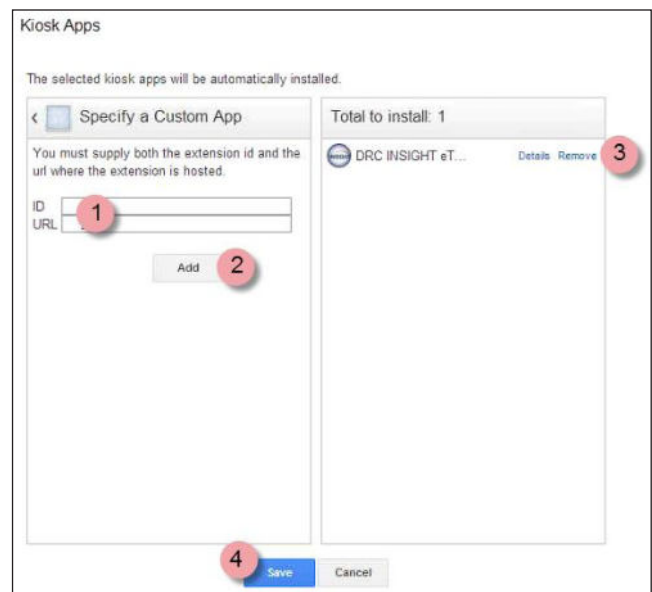 Kiosk Apps
The selected kiosk apps will be automatically installed.
‹ Specify a Custom App
You must supply both the extension id and the
url where the extension is hosted.
ID
1
URL
Add 2
Total to install: 1
DRC INSIGHT eT... Details Remove 3
4 Save Cancel